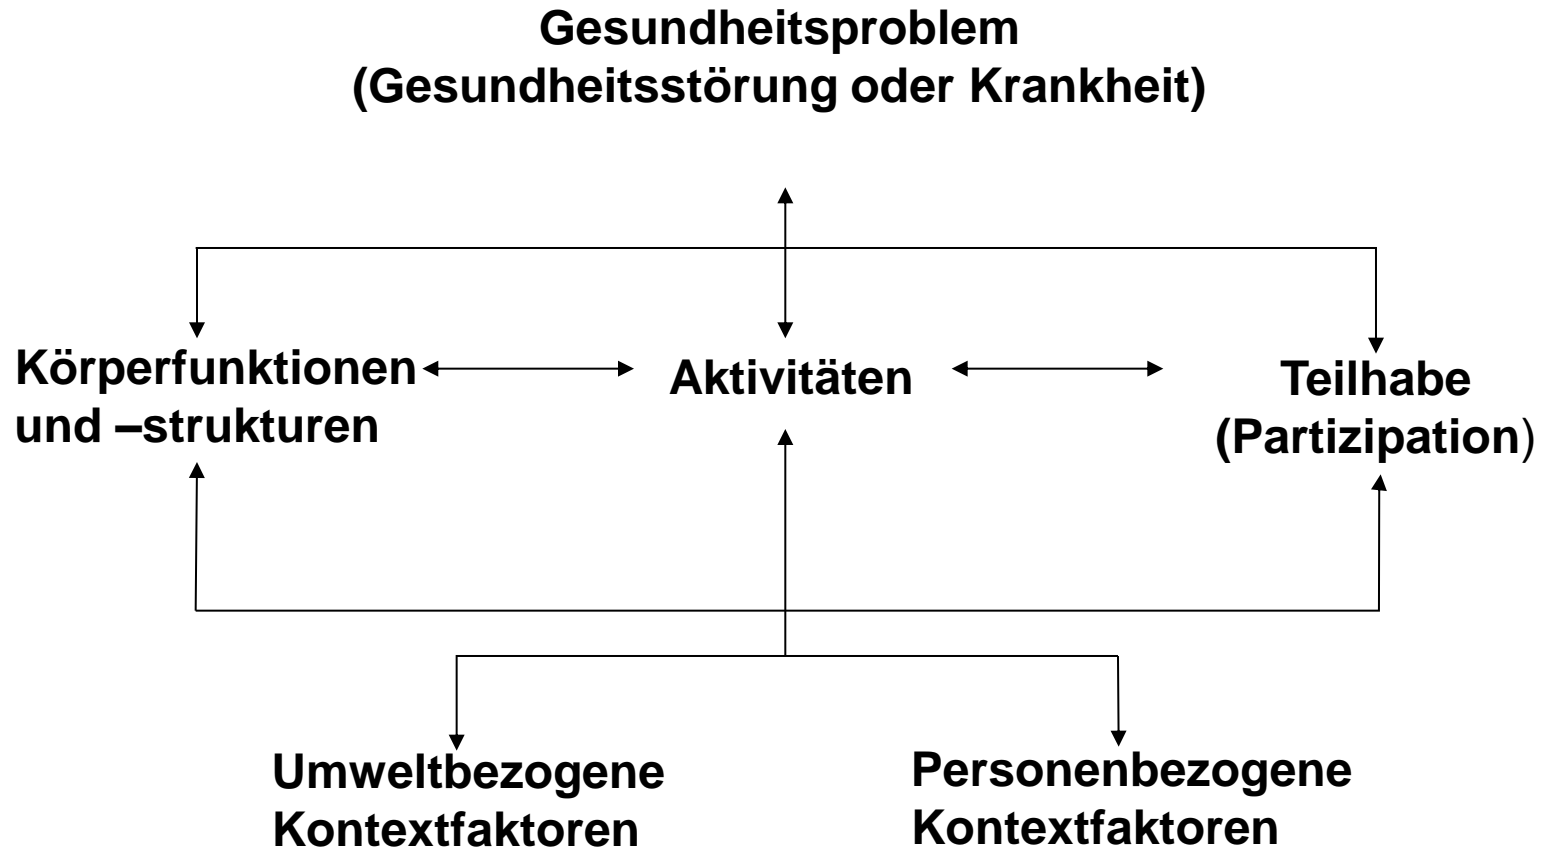 Gesundheitsproblem
(Gesundheitsstörung oder Krankheit)
Körperfunktionen
und –strukturen
Aktivitäten
Teilhabe
(Partizipation)
Umweltbezogene
Kontextfaktoren
Personenbezogene
Kontextfaktoren